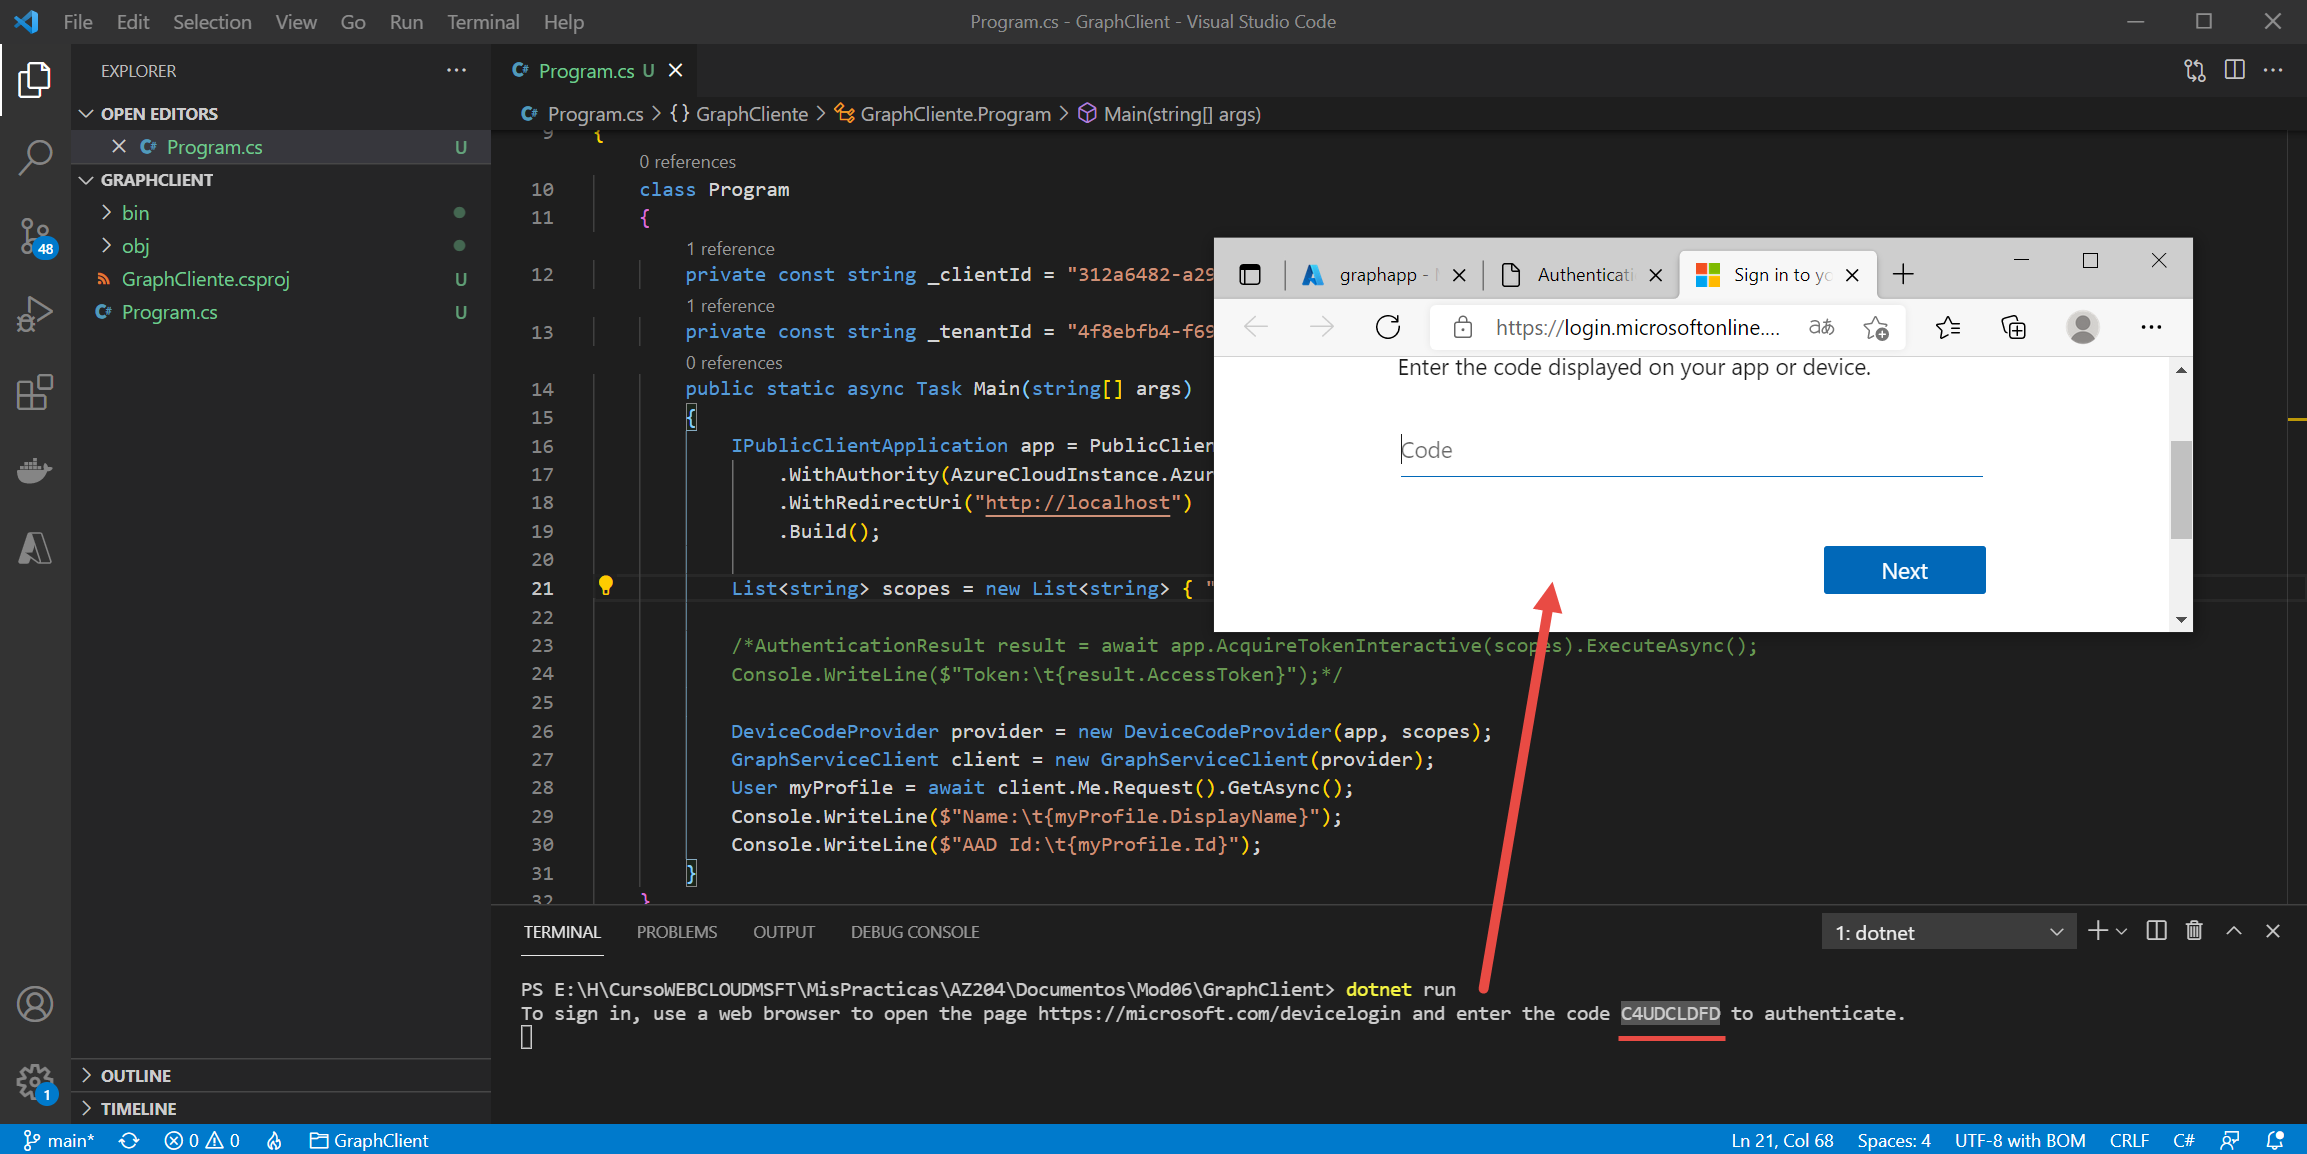 File Edit Selection View Go Run Terminal Help
Program.cs - GraphClient - Visual Studio Code
EXPLORER
OPEN EDITORS
Program.cs U
GRAPHCLIENT
bin
obj
GraphCliente.csproj U
Program.cs U
OUTLINE
TIMELINE
48
1
Program.cs U
Program.cs > {} GraphCliente > GraphCliente.Program > Main(string[] args)
9 {
0 references
10 class Program
11 {
1 reference
12 private const string _clientId = "312a6482-a29
1 reference
13 private const string _tenantId = "4f8ebfb4-f69
0 references
14 public static async Task Main(string[] args)
15 {
16 IPublicClientApplication app = PublicClien
17 .WithAuthority(AzureCloudInstance.Azur
18 .WithRedirectUri("http://localhost")
19 .Build();
20
21 List<string> scopes = new List<string> { "
22
23 /*AuthenticationResult result = await app.AcquireTokenInteractive(scopes).ExecuteAsync();
24 Console.WriteLine($"Token:\t{result.AccessToken}");*/
25
26 DeviceCodeProvider provider = new DeviceCodeProvider(app, scopes);
27 GraphServiceClient client = new GraphServiceClient(provider);
28 User myProfile = await client.Me.Request().GetAsync();
29 Console.WriteLine($"Name:\t{myProfile.DisplayName}");
30 Console.WriteLine($"AAD Id:\t{myProfile.Id}");
31 }
32 }
graphapp - Authenticati Sign in to yo
https://login.microsoftonline....
Enter the code displayed on your app or device.
Code
Next
TERMINAL PROBLEMS OUTPUT DEBUG CONSOLE
1: dotnet
PS E:\H\CursoWEBCLOUDMSFT\MisPracticas\AZ204\Documentos\Mod06\GraphClient> dotnet run
To sign in, use a web browser to open the page https://microsoft.com/devicelogin and enter the code C4UDCLDFD to authenticate.
main* 0 0 GraphClient
Ln 21, Col 68 Spaces: 4 UTF-8 with BOM CRLF C#